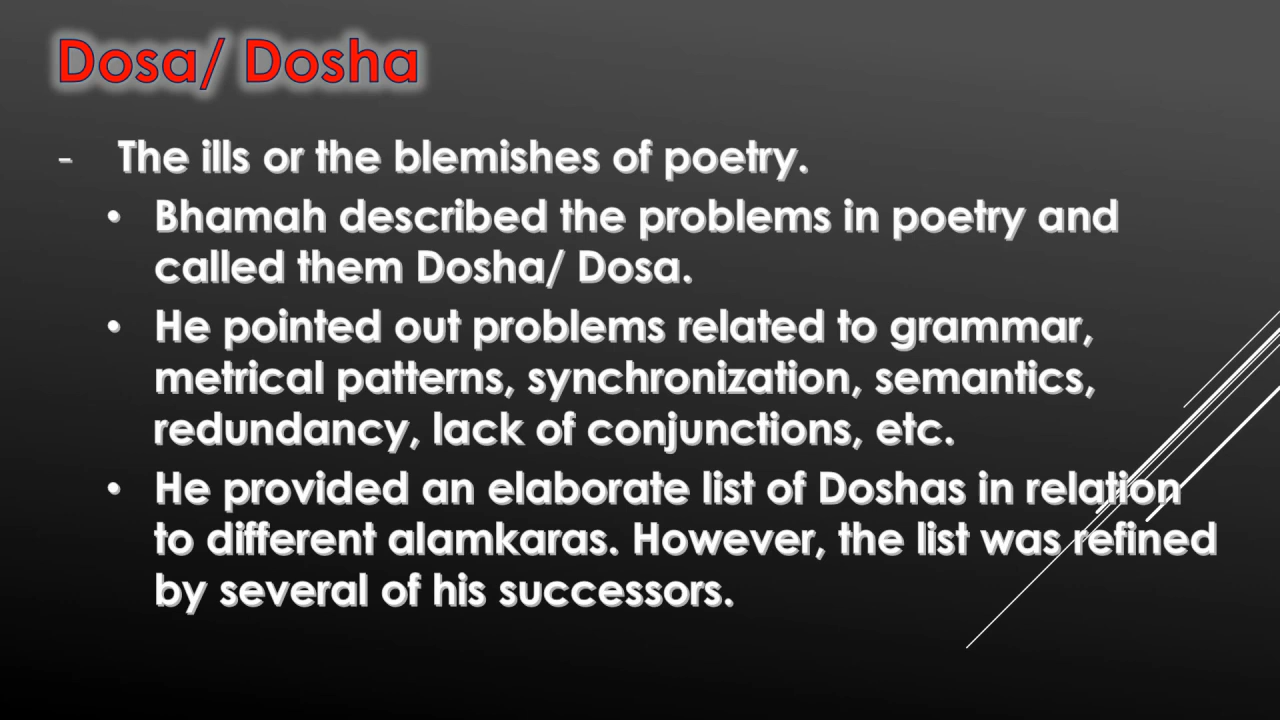 Dosa/ Dosha
- The ills or the blemishes of poetry.
• Bhamah described the problems in poetry and
called them Dosha/ Dosa.
• He pointed out problems related to grammar,
metrical patterns, synchronization, semantics,
redundancy, lack of conjunctions, etc.
• He provided an elaborate list of Doshas in relation
to different alamkaras. However, the list was refined
by several of his successors.